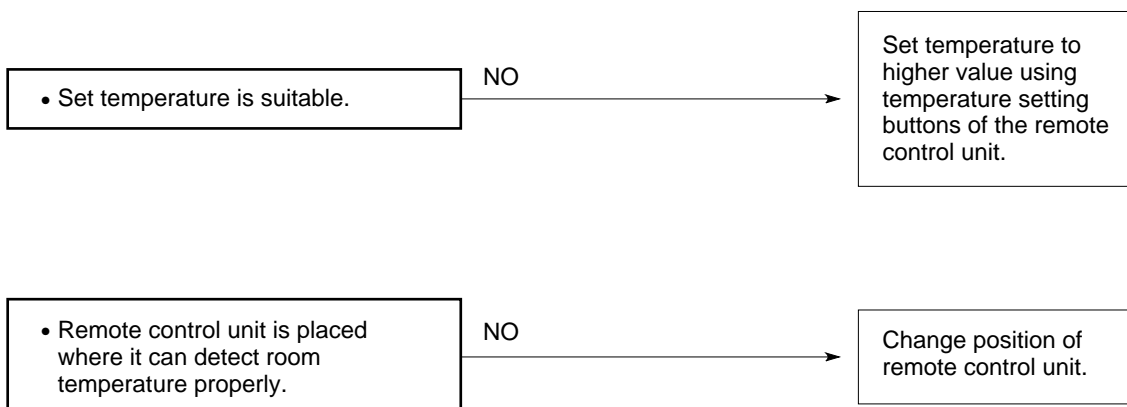 • Set temperature is suitable.
NO
Set temperature to
higher value using
temperature setting
buttons of the remote
control unit.
• Remote control unit is placed
where it can detect room
temperature properly.
NO
Change position of
remote control unit.